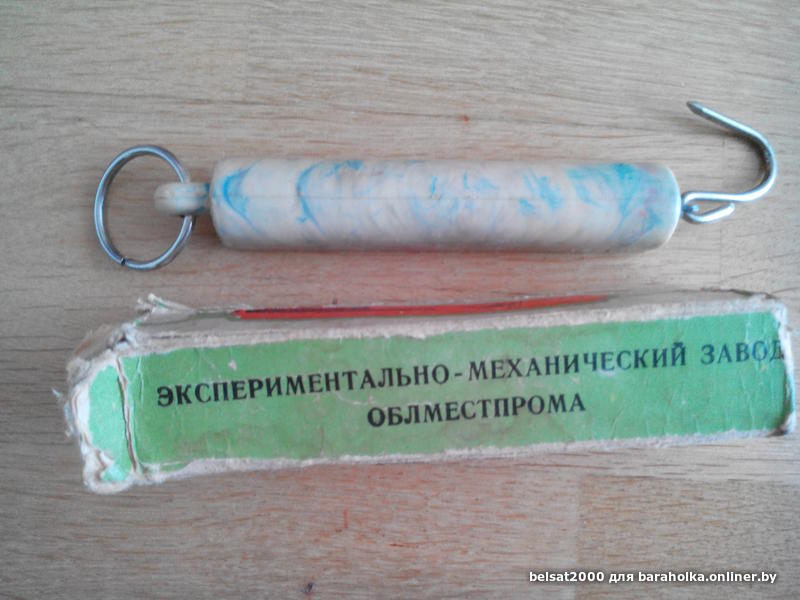 ЭКСПЕРИМЕНТАЛЬНО-МЕХАНИЧЕСКИЙ ЗАВОД
ОБЛМЕСТПРОМА
belsat2000 для baraholka.onliner.by